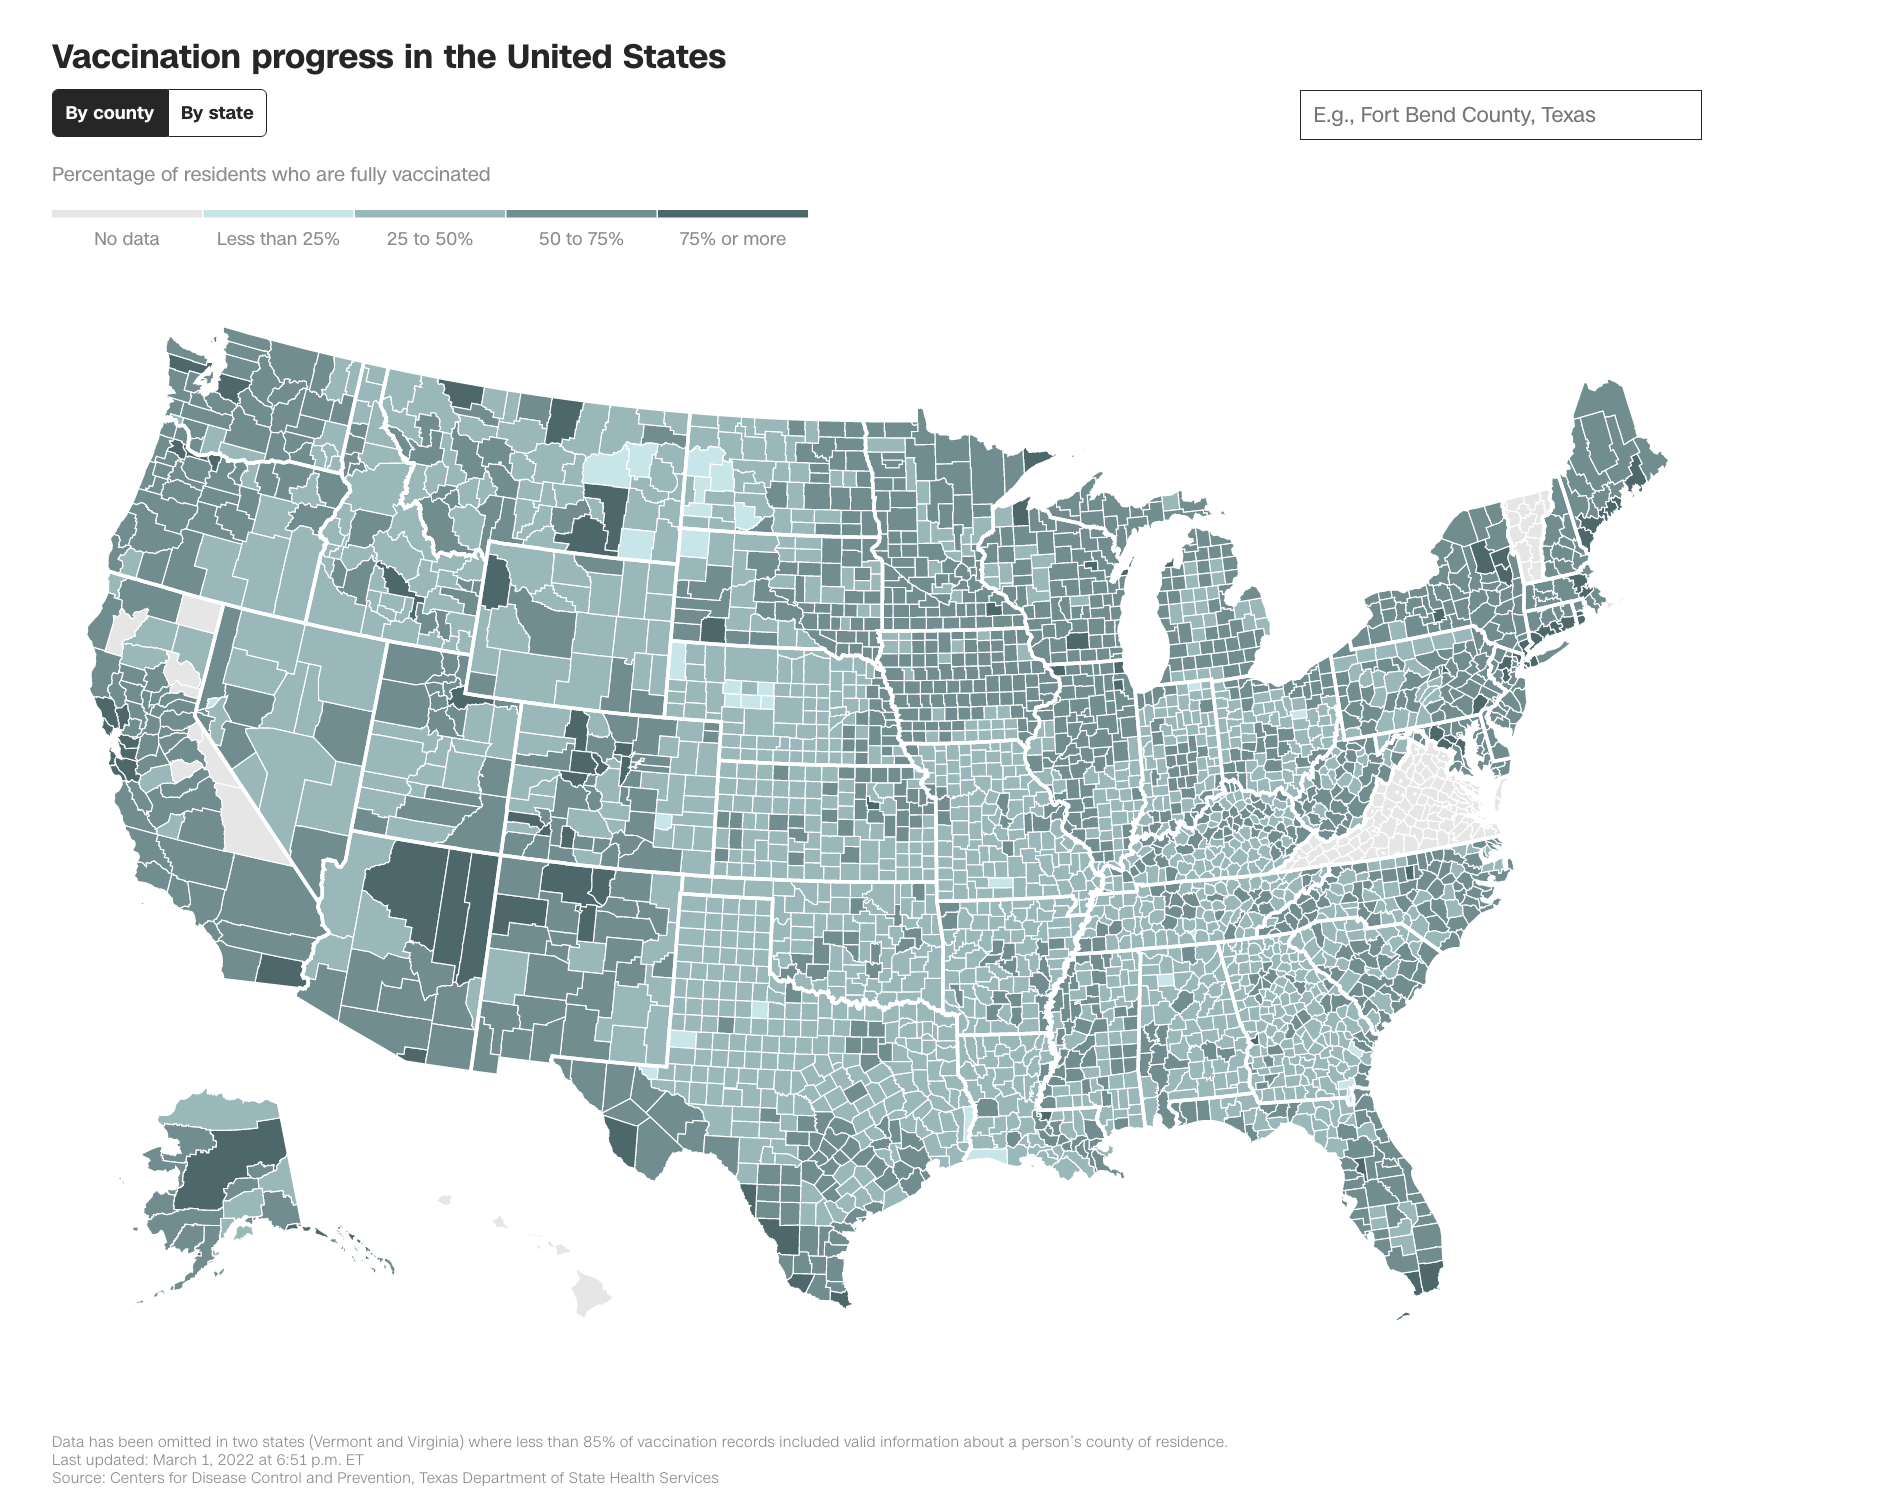 Vaccination progress in the United States
By county By state
E.g., Fort Bend County, Texas
Percentage of residents who are fully vaccinated
No data Less than 25% 25 to 50% 50 to 75% 75% or more
Data has been omitted in two states (Vermont and Virginia) where less than 85% of vaccination records included valid information about a person's county of residence.
Last updated: March 1, 2022 at 6:51 p.m. ET
Source: Centers for Disease Control and Prevention, Texas Department of State Health Services